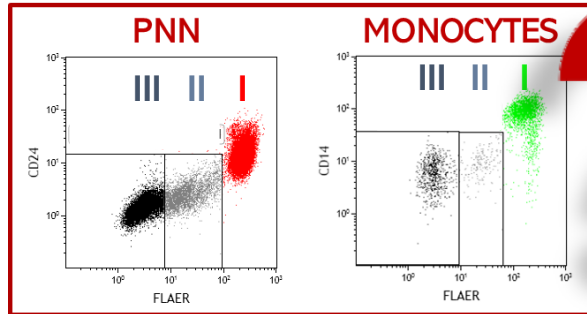 PNN
III II I
CD24
10³
10²
10¹
10⁰
10⁰ 10¹ 10² 10³
FLAER
MONOCYTES
III II I
CD14
10³
10²
10¹
10⁰
10⁰ 10¹ 10² 10³
FLAER